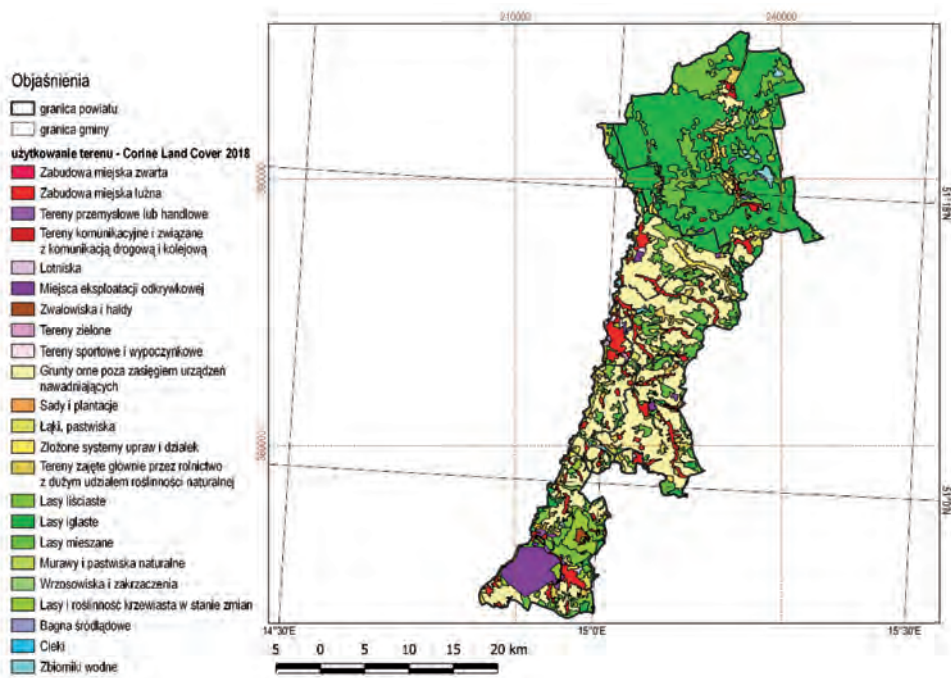 210000
240000
Objaśnienia
granica powiatu
granica gminy
użytkowanie terenu - Corine Land Cover 2018
Zabudowa miejska zwarta
Zabudowa miejska luźna
Tereny przemysłowe lub handlowe
Tereny komunikacyjne i związane
z komunikacją drogową i kolejową
Lotniska
Miejsca eksploatacji odkrywkowej
Zwałowiska i hałdy
Tereny zielone
Tereny sportowe i wypoczynkowe
Grunty orne poza zasięgiem urządzeń
nawadniających
Sady i plantacje
Łąki, pastwiska
Złożone systemy upraw i działek
Tereny zajęte głównie przez rolnictwo
z dużym udziałem roślinności naturalnej
Lasy liściaste
Lasy iglaste
Lasy mieszane
Murawy i pastwiska naturalne
Wrzosowiska i zakrzaczenia
Lasy i roślinność krzewiasta w stanie zmian
Bagna śródlądowe
Cieki
Zbiorniki wodne
360000
14°30'E
15°0'E
15°30'E
5 0 5 10 15 20 km